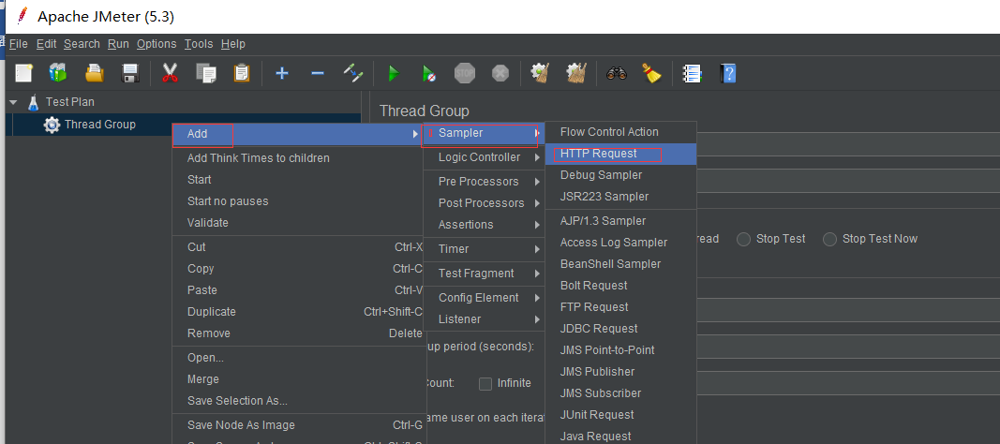 Apache JMeter (5.3)
File Edit Search Run Options Tools Help
Test Plan
Thread Group
Thread Group
Add
Add Think Times to children
Start
Start no pauses
Validate
Cut Ctrl-X
Copy Ctrl-C
Paste Ctrl-V
Duplicate Ctrl+Shift-C
Remove Delete
Open...
Merge
Save Selection As...
Save Node As Image Ctrl-G
Sampler
Logic Controller
Pre Processors
Post Processors
Assertions
Timer
Test Fragment
Config Element
Listener
Flow Control Action
HTTP Request
Debug Sampler
JSR223 Sampler
AJP/1.3 Sampler
Access Log Sampler
BeanShell Sampler
Bolt Request
FTP Request
JDBC Request
JMS Point-to-Point
JMS Publisher
JMS Subscriber
JUnit Request
Java Request
read Stop Test Stop Test Now
up period (seconds):
Count: Infinite
ame user on each itera